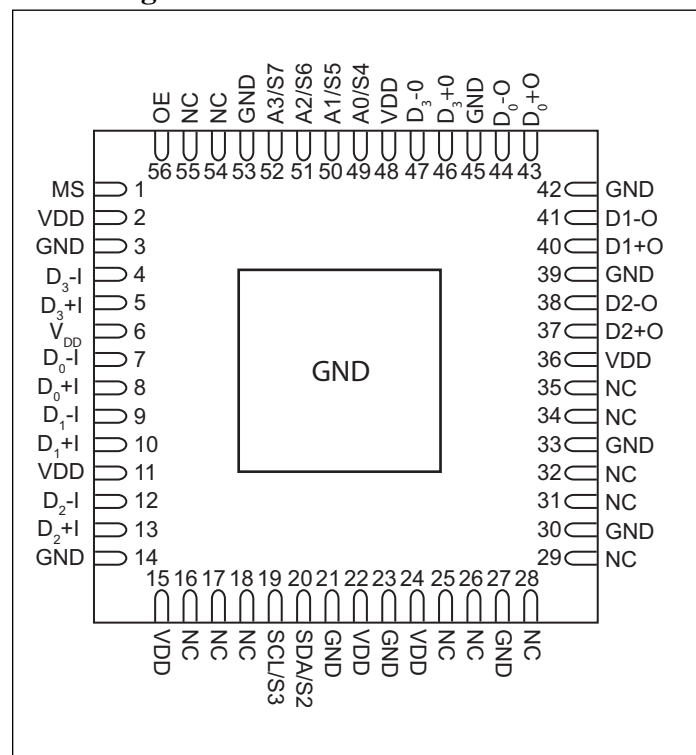 OE NC NC GND A3/S7 A2/S6 A1/S5 A0/S4 VDD D3-0 D3+0 GND D0-O D0+O
56 55 54 53 52 51 50 49 48 47 46 45 44 43
MS 1
VDD 2
GND 3
D3-I 4
D3+I 5
VDD 6
D0-I 7
D0+I 8
D1-I 9
D1+I 10
VDD 11
D2-I 12
D2+I 13
GND 14
GND
42 GND
41 D1-O
40 D1+O
39 GND
38 D2-O
37 D2+O
36 VDD
35 NC
34 NC
33 GND
32 NC
31 NC
30 GND
29 NC
15 16 17 18 19 20 21 22 23 24 25 26 27 28
VDD NC NC NC SCL/S3 SDA/S2 GND VDD GND VDD NC NC GND NC